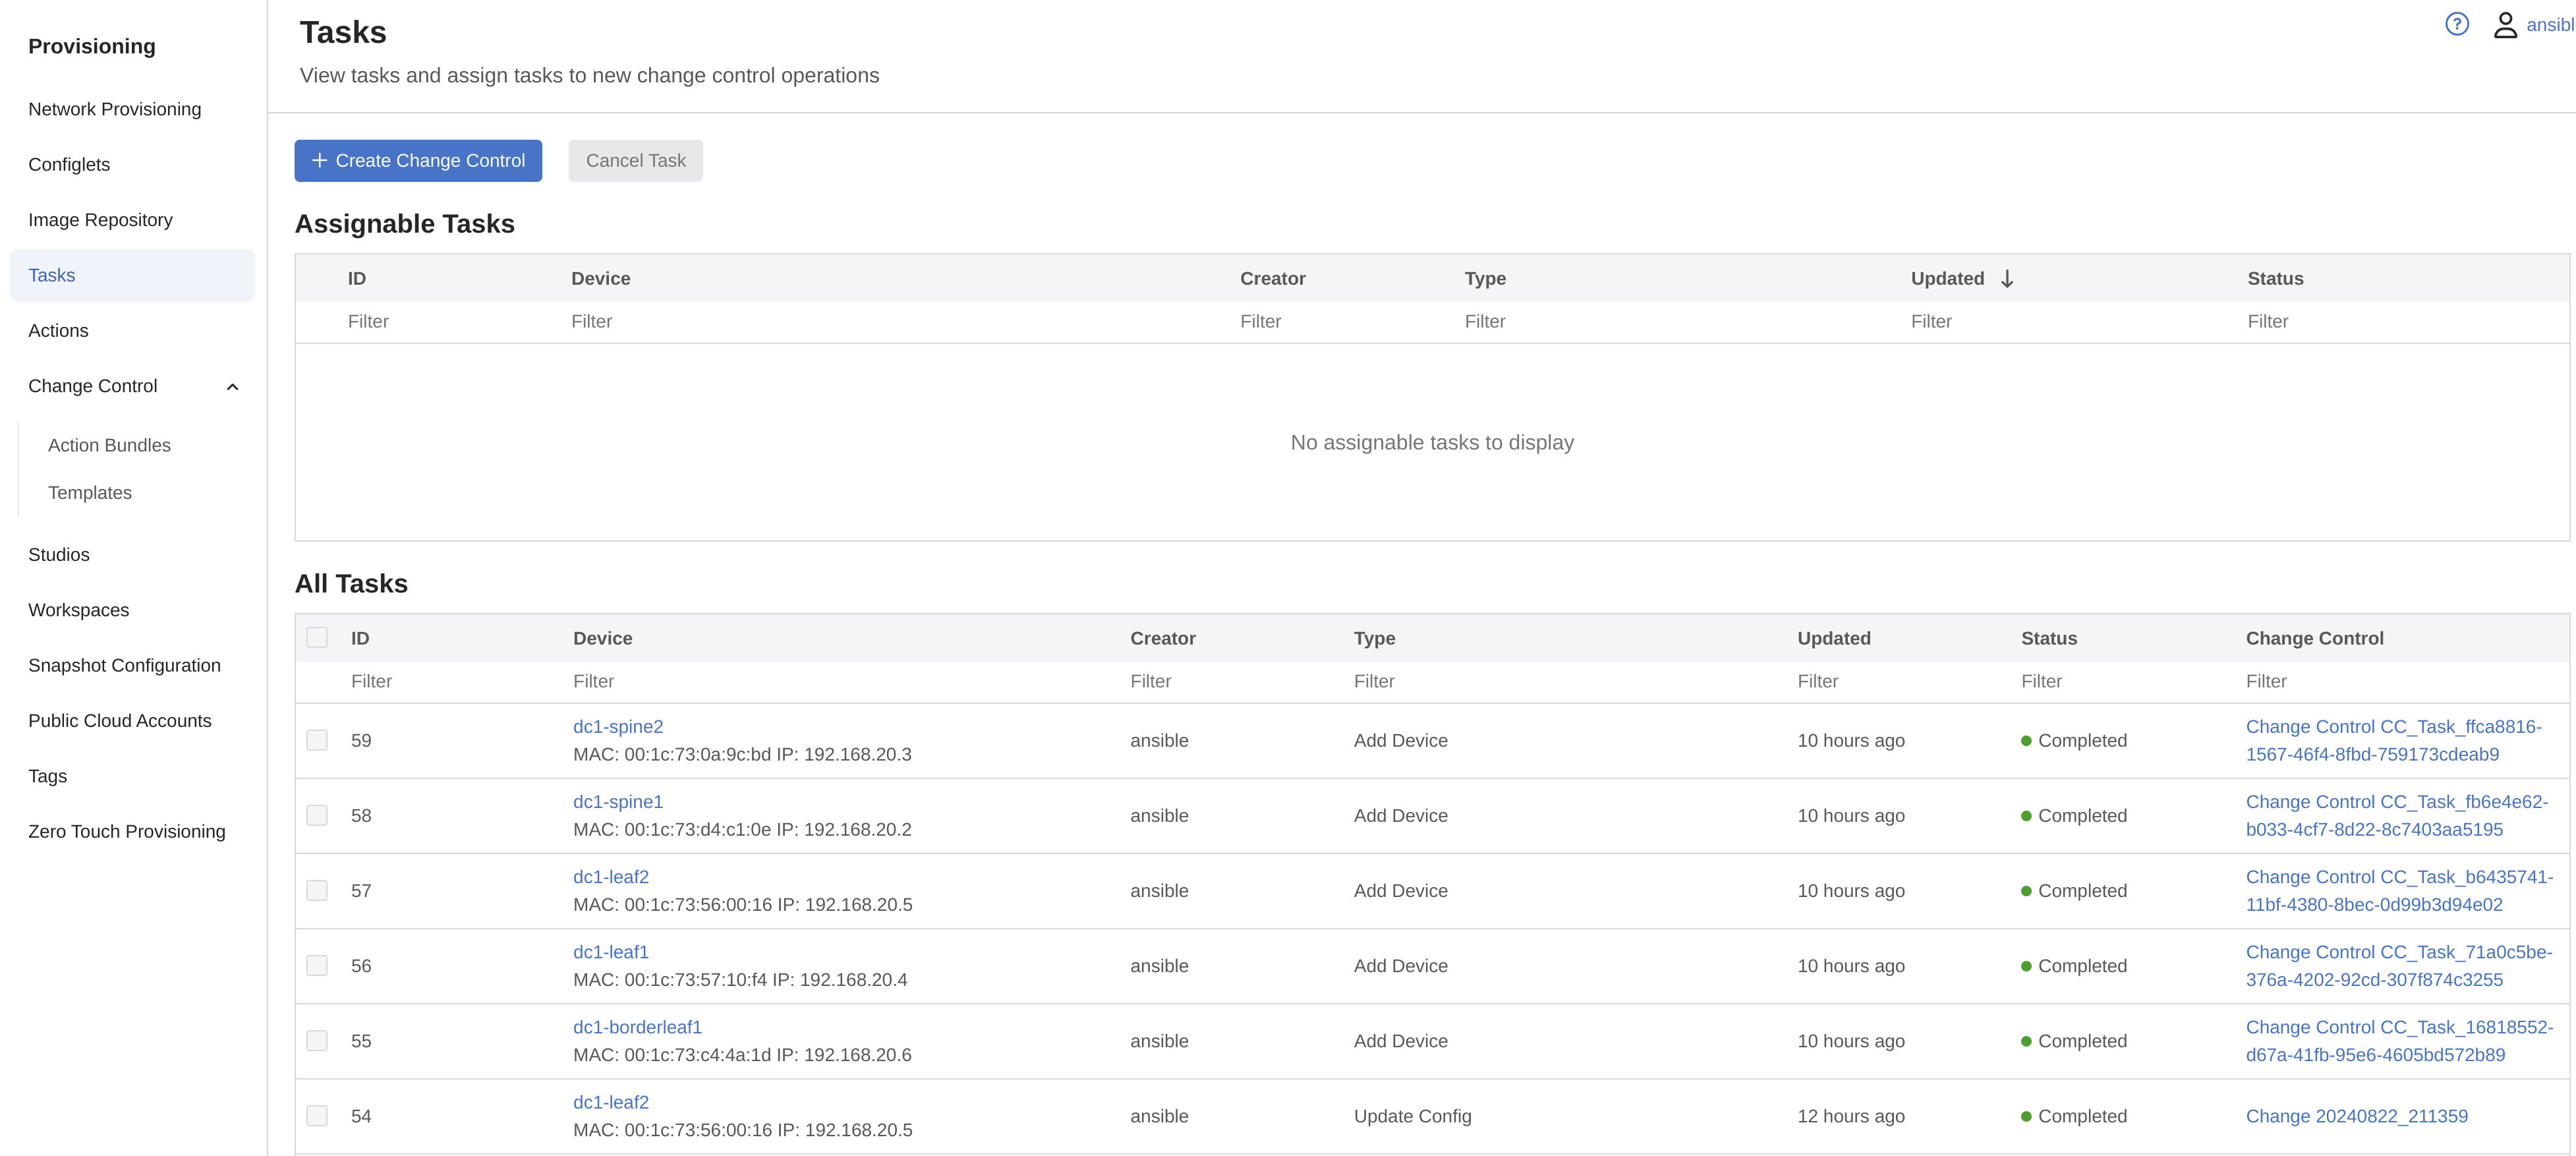 Provisioning
Network Provisioning
Configlets
Image Repository
Tasks
Actions
Change Control
Action Bundles
Templates
Studios
Workspaces
Snapshot Configuration
Public Cloud Accounts
Tags
Zero Touch Provisioning
Tasks
View tasks and assign tasks to new change control operations
? ansibl
+ Create Change Control Cancel Task
Assignable Tasks
ID Device Creator Type Updated ↓ Status
Filter Filter Filter Filter Filter Filter
No assignable tasks to display
All Tasks
ID Device Creator Type Updated Status Change Control
Filter Filter Filter Filter Filter Filter Filter
59 dc1-spine2 ansible Add Device 10 hours ago Completed Change Control CC_Task_ffca8816-
MAC: 00:1c:73:0a:9c:bd IP: 192.168.20.3 1567-46f4-8fbd-759173cdeab9
58 dc1-spine1 ansible Add Device 10 hours ago Completed Change Control CC_Task_fb6e4e62-
MAC: 00:1c:73:d4:c1:0e IP: 192.168.20.2 b033-4cf7-8d22-8c7403aa5195
57 dc1-leaf2 ansible Add Device 10 hours ago Completed Change Control CC_Task_b6435741-
MAC: 00:1c:73:56:00:16 IP: 192.168.20.5 11bf-4380-8bec-0d99b3d94e02
56 dc1-leaf1 ansible Add Device 10 hours ago Completed Change Control CC_Task_71a0c5be-
MAC: 00:1c:73:57:10:f4 IP: 192.168.20.4 376a-4202-92cd-307f874c3255
55 dc1-borderleaf1 ansible Add Device 10 hours ago Completed Change Control CC_Task_16818552-
MAC: 00:1c:73:c4:4a:1d IP: 192.168.20.6 d67a-41fb-95e6-4605bd572b89
54 dc1-leaf2 ansible Update Config 12 hours ago Completed Change 20240822_211359
MAC: 00:1c:73:56:00:16 IP: 192.168.20.5